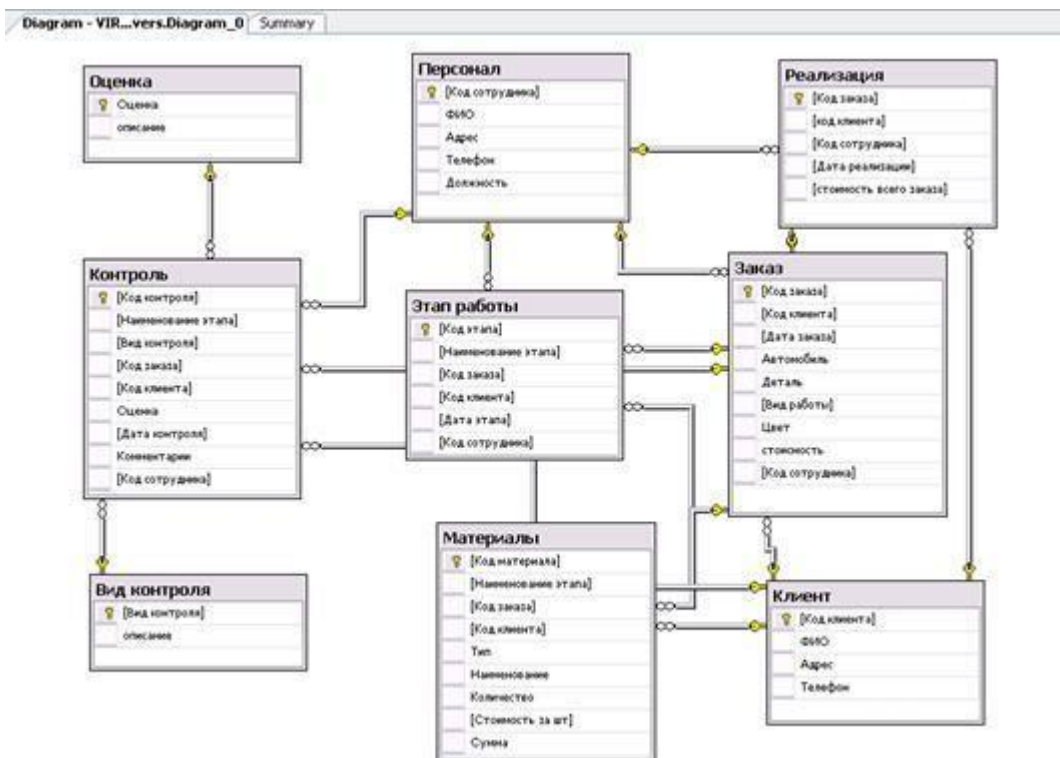 Diagram - VIR...vers.Diagram_0
Summary
Оценка
Оценка
описание
Персонал
[Код сотрудника]
ФИО
Адрес
Телефон
Должность
Реализация
[Код заказа]
[код клиента]
[Код сотрудника]
[Дата реализации]
[стоимость всего заказа]
Контроль
[Код контроля]
[Наименование этапа]
[Вид контроля]
[Код заказа]
[Код клиента]
Оценка
[Дата контроля]
Комментарии
[Код сотрудника]
Этап работы
[Код этапа]
[Наименование этапа]
[Код заказа]
[Код клиента]
[Дата этапа]
[Код сотрудника]
Заказ
[Код заказа]
[Код клиента]
[Дата заказа]
Автомобиль
Деталь
[Вид работы]
Цвет
стоимость
[Код сотрудника]
Вид контроля
[Вид контроля]
описание
Материалы
[Код материала]
[Наименование этапа]
[Код заказа]
[Код клиента]
Тип
Наименование
Количество
[Стоимость за шт]
Сумма
Клиент
[Код клиента]
ФИО
Адрес
Телефон